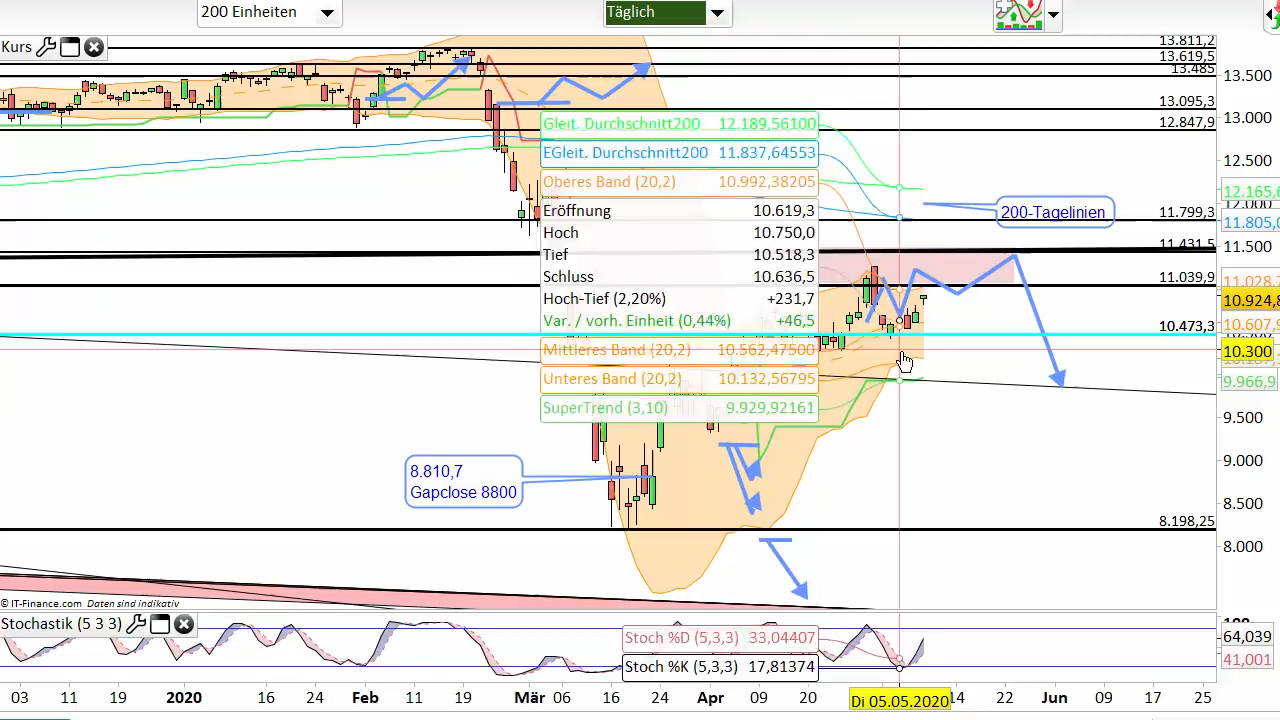 200 Einheiten
Täglich
Kurs
13.811,2
13.619,5
13.485
13.500
13.095,3
13.000
12.847,9
12.500
Gleit. Durchschnitt200 12.189,56100
EGleit. Durchschnitt200 11.837,64553
Oberes Band (20,2) 10.992,38205
Eröffnung 10.619,3
Hoch 10.750,0
Tief 10.518,3
Schluss 10.636,5
Hoch-Tief (2,20%) +231,7
Var. / vorh. Einheit (0,44%) +46,5
Mittleres Band (20,2) 10.562,47500
Unteres Band (20,2) 10.132,56795
SuperTrend (3,10) 9.929,92161
200-Tagelinien
12.165,6
12.000
11.799,3
11.805,0
11.431,5
11.500
11.039,9
11.028,7
10.924,8
10.607,9
10.473,3
10.300
9.966,9
9.500
9.000
8.500
8.810,7
Gapclose 8800
8.198,25
8.000
© IT-Finance.com Daten sind indikativ
Stochastik (5 3 3)
Stoch %D (5,3,3) 33,04407
Stoch %K (5,3,3) 17,81374
64,039
41,001
03 11 19 2020 16 24 Feb 11 19 Mär 06 16 24 Apr 09 20 Di 05.05.2020 14 22 Jun 09 17 25